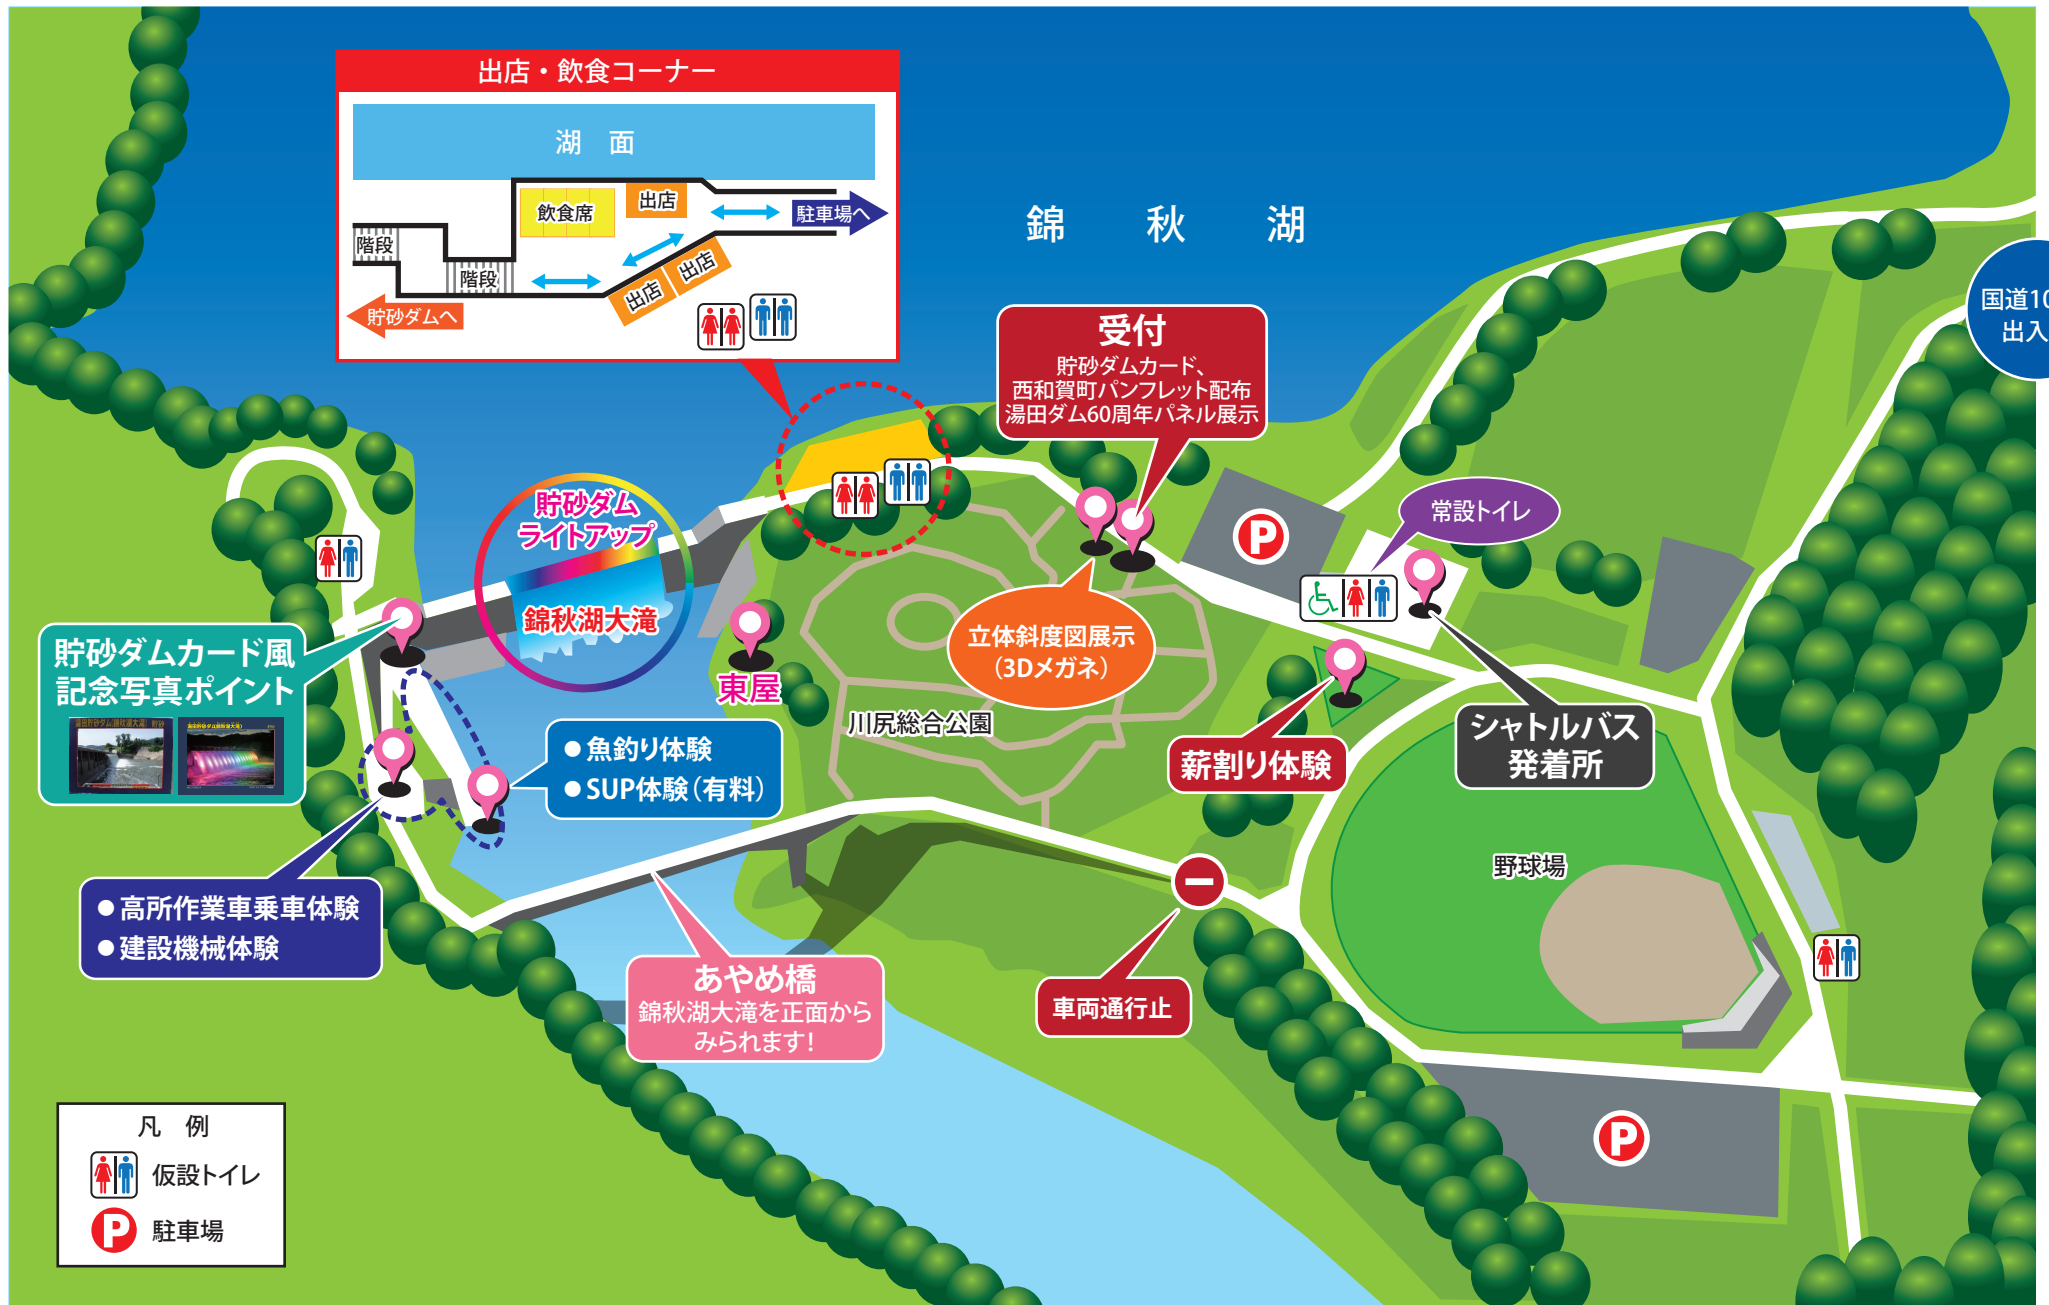 出店・飲食コーナー
湖 面
飲食席
出店
駐車場へ
階段
階段
出店
出店
貯砂ダムへ
錦 秋 湖
国道10
出入
受付
貯砂ダムカード、
西和賀町パンフレット配布
湯田ダム60周年パネル展示
常設トイレ
P
貯砂ダム
ライトアップ
錦秋湖大滝
貯砂ダムカード風
記念写真ポイント
東屋
立体斜度図展示
(3Dメガネ)
川尻総合公園
●魚釣り体験
●SUP体験(有料)
薪割り体験
シャトルバス
発着所
野球場
●高所作業車乗車体験
●建設機械体験
あやめ橋
錦秋湖大滝を正面から
みられます!
車両通行止
P
凡 例
仮設トイレ
P 駐車場